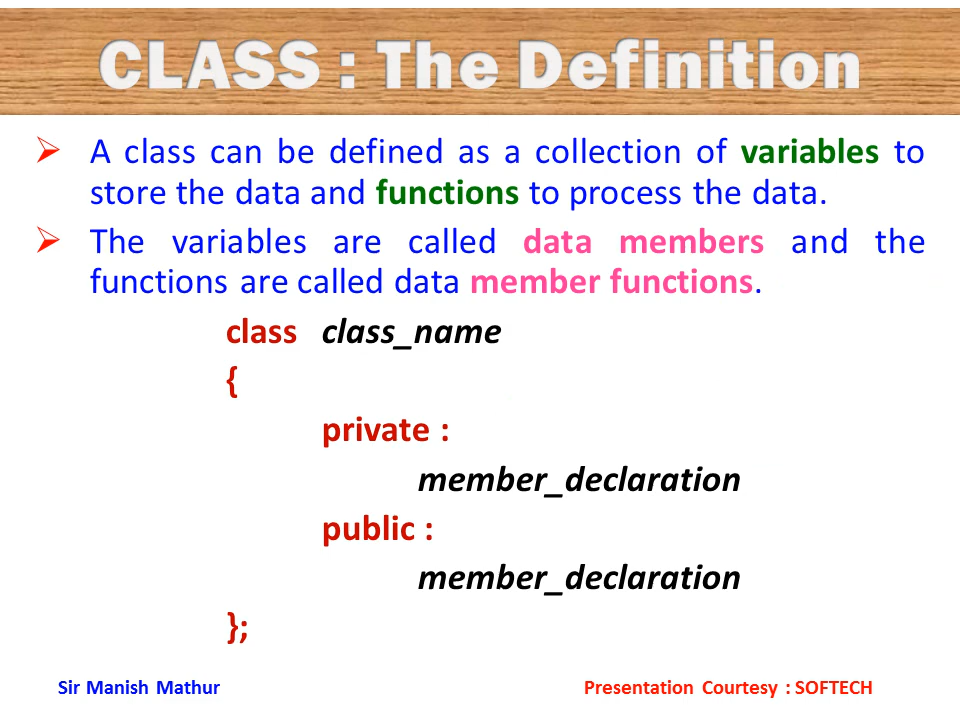 CLASS : The Definition
A class can be defined as a collection of variables to
store the data and functions to process the data.
The variables are called data members and the
functions are called data member functions.
class class_name
{
private :
member_declaration
public :
member_declaration
};
Sir Manish Mathur Presentation Courtesy : SOFTECH